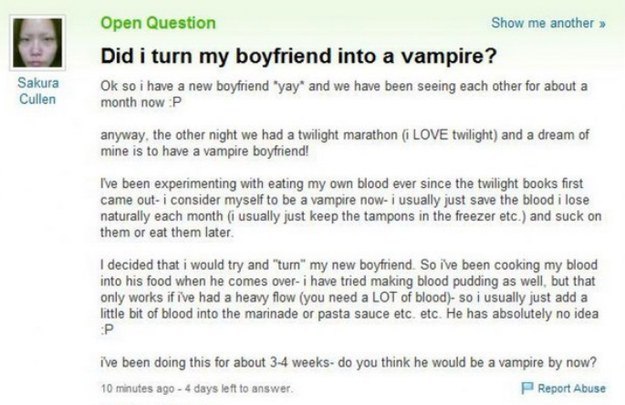 Open Question
Show me another »
Did i turn my boyfriend into a vampire?
Sakura
Cullen
Ok so i have a new boyfriend *yay* and we have been seeing each other for about a
month now :P
anyway, the other night we had a twilight marathon (i LOVE twilight) and a dream of
mine is to have a vampire boyfriend!
I've been experimenting with eating my own blood ever since the twilight books first
came out- i consider myself to be a vampire now- i usually just save the blood i lose
naturally each month (i usually just keep the tampons in the freezer etc.) and suck on
them or eat them later.
I decided that i would try and "turn" my new boyfriend. So i've been cooking my blood
into his food when he comes over- i have tried making blood pudding as well, but that
only works if i've had a heavy flow (you need a LOT of blood)- so i usually just add a
little bit of blood into the marinade or pasta sauce etc. etc. He has absolutely no idea
:P
i've been doing this for about 3-4 weeks- do you think he would be a vampire by now?
10 minutes ago - 4 days left to answer.
Report Abuse